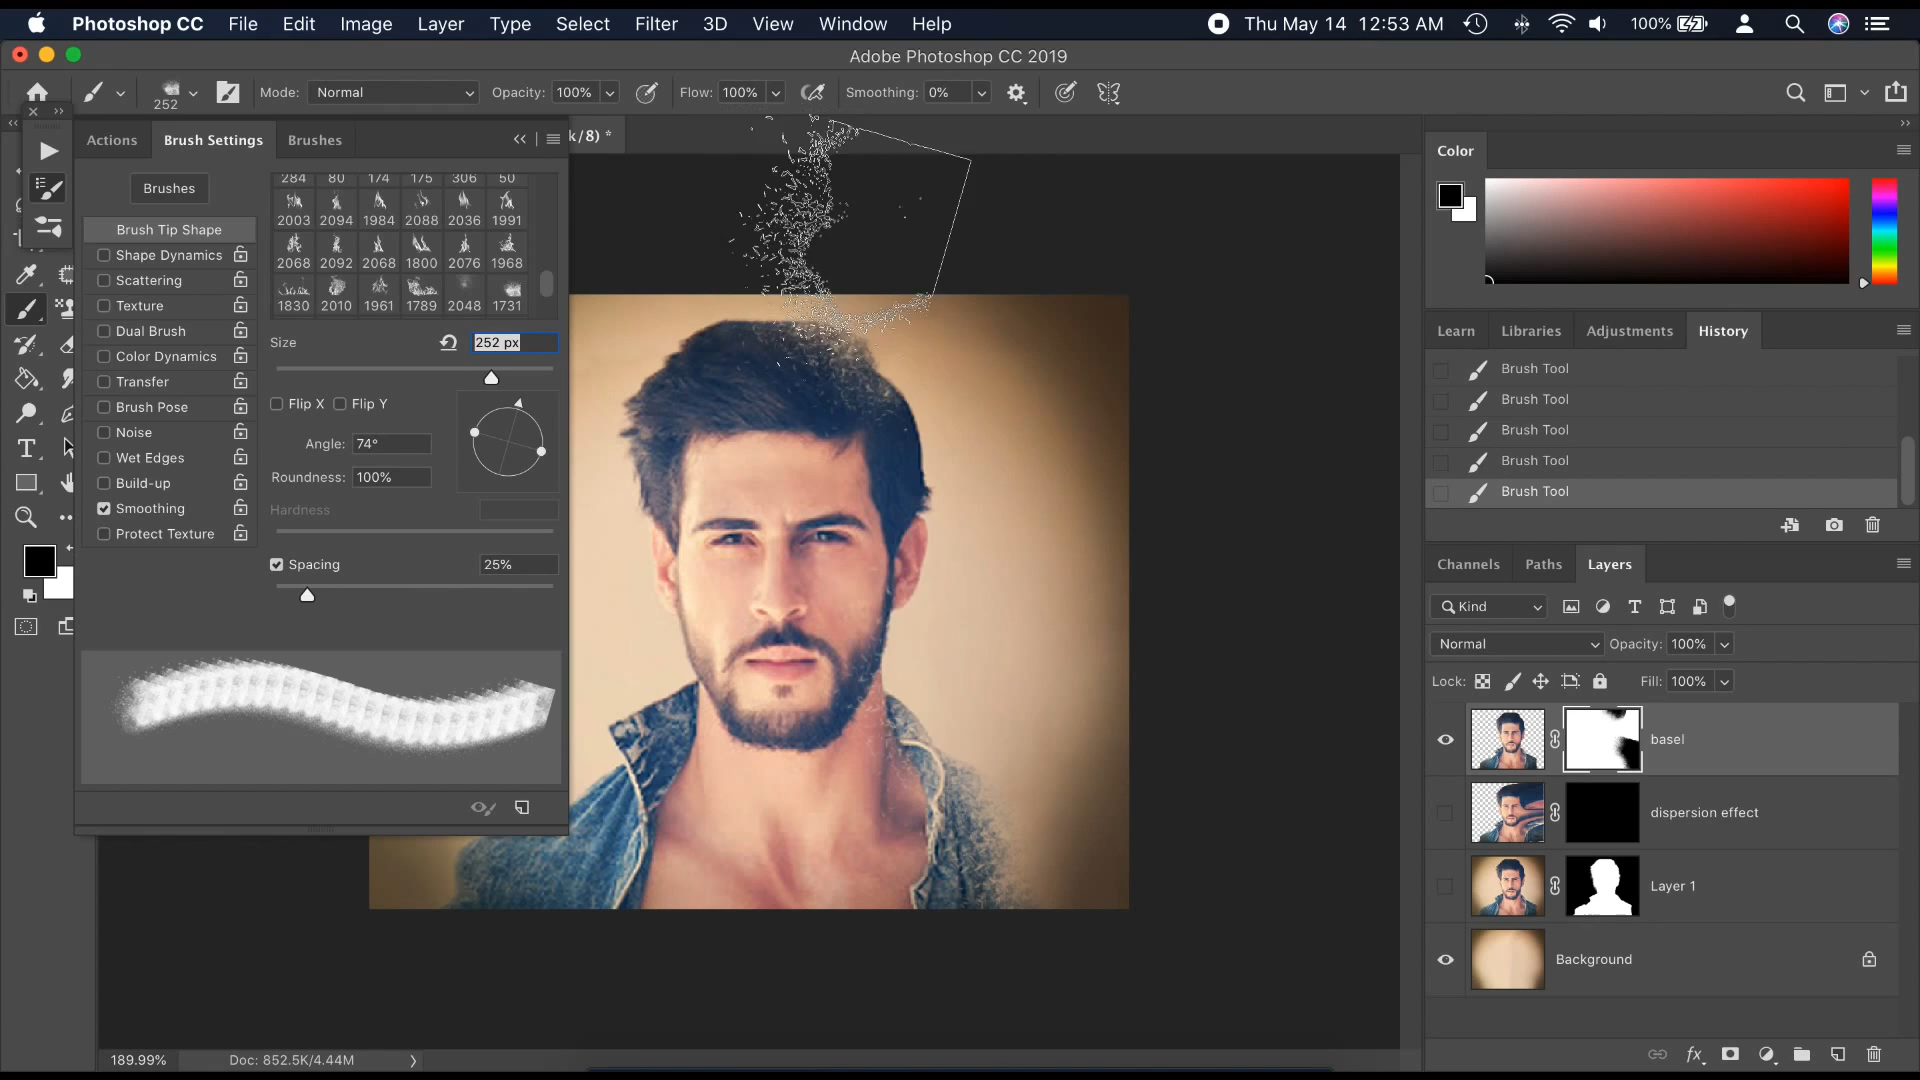 Photoshop CC File Edit Image Layer Type Select Filter 3D View Window Help Thu May 14 12:53 AM 100%
Adobe Photoshop CC 2019
252 Mode: Normal Opacity: 100% Flow: 100% Smoothing: 0%
k/8) *
Actions Brush Settings Brushes
Brushes
Brush Tip Shape
Shape Dynamics
Scattering
Texture
Dual Brush
Color Dynamics
Transfer
Brush Pose
Noise
Wet Edges
Build-up
Smoothing
Protect Texture
284 80 174 175 306 50
2003 2094 1984 2088 2036 1991
2068 2092 2068 1800 2076 1968
1830 2010 1961 1789 2048 1731
Size 252 px
Flip X Flip Y
Angle: 74°
Roundness: 100%
Hardness
Spacing 25%
Color
Learn Libraries Adjustments History
Brush Tool
Brush Tool
Brush Tool
Brush Tool
Brush Tool
Channels Paths Layers
Kind
Normal Opacity: 100%
Lock: Fill: 100%
basel
dispersion effect
Layer 1
Background
fx
189.99% Doc: 852.5K/4.44M